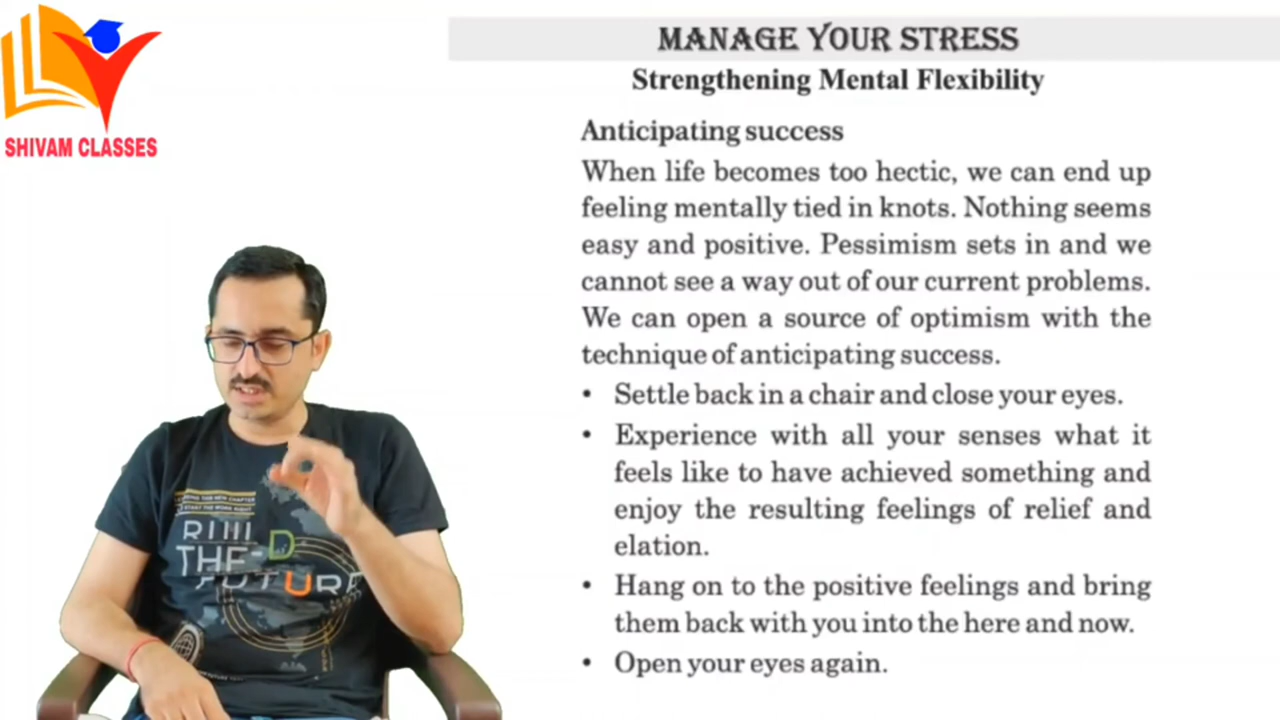 SHIVAM CLASSES
MANAGE YOUR STRESS
Strengthening Mental Flexibility
Anticipating success
When life becomes too hectic, we can end up
feeling mentally tied in knots. Nothing seems
easy and positive. Pessimism sets in and we
cannot see a way out of our current problems.
We can open a source of optimism with the
technique of anticipating success.
• Settle back in a chair and close your eyes.
• Experience with all your senses what it
feels like to have achieved something and
enjoy the resulting feelings of relief and
elation.
• Hang on to the positive feelings and bring
them back with you into the here and now.
• Open your eyes again.
THE